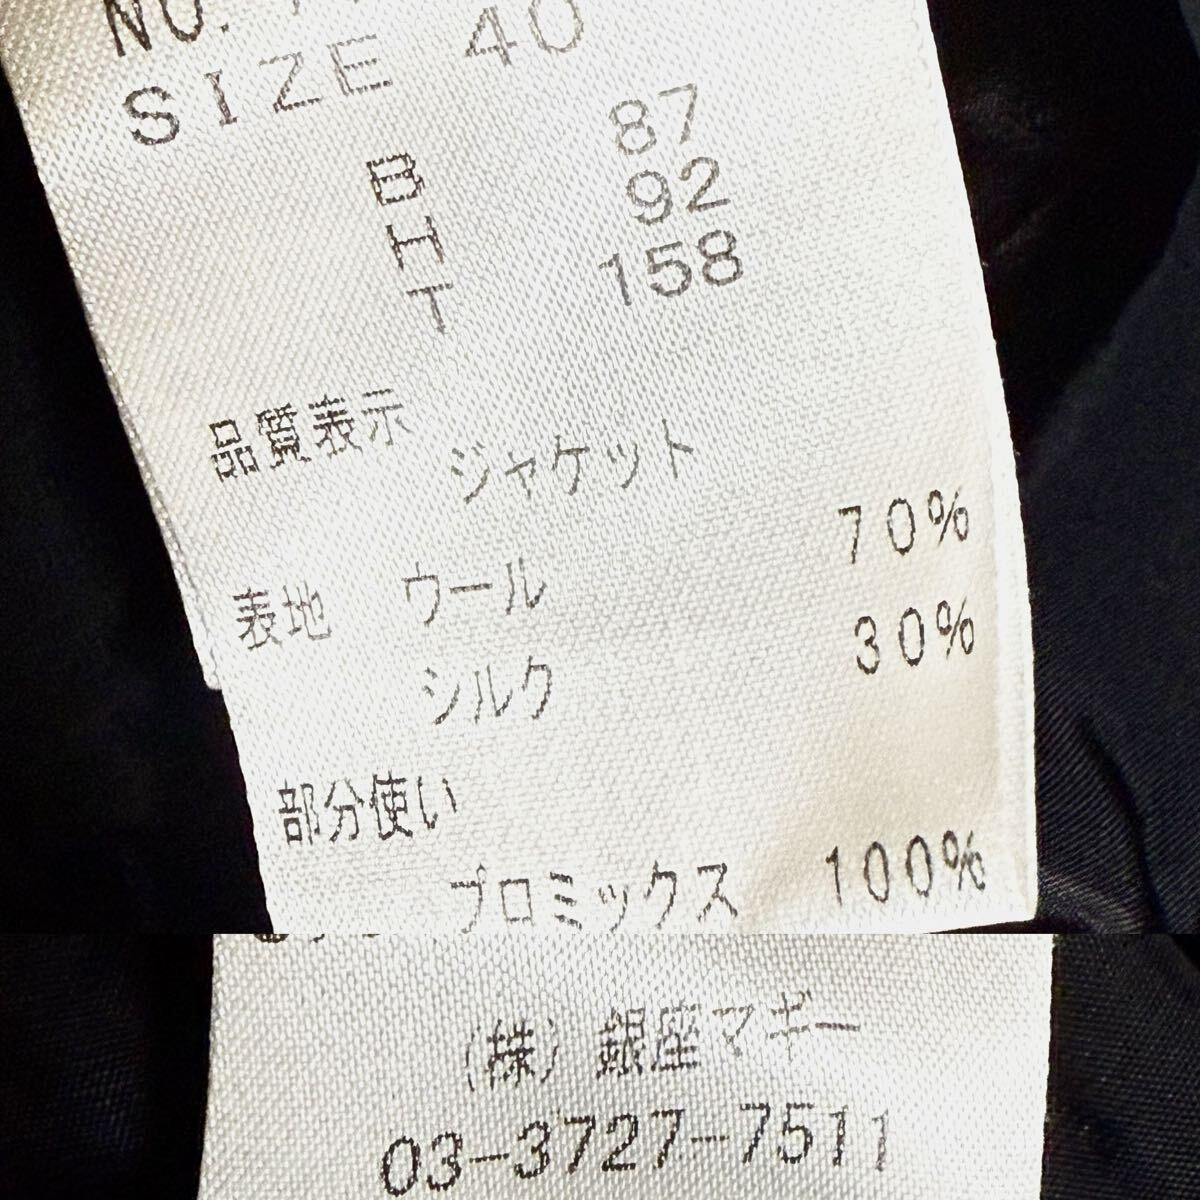 NO.
SIZE 40
B 87
H 92
T 158
品質表示
ジャケット
表地 ウール 70%
シルク 30%
部分使い
プロミックス 100%
(株) 銀座マギー
03-3727-7511